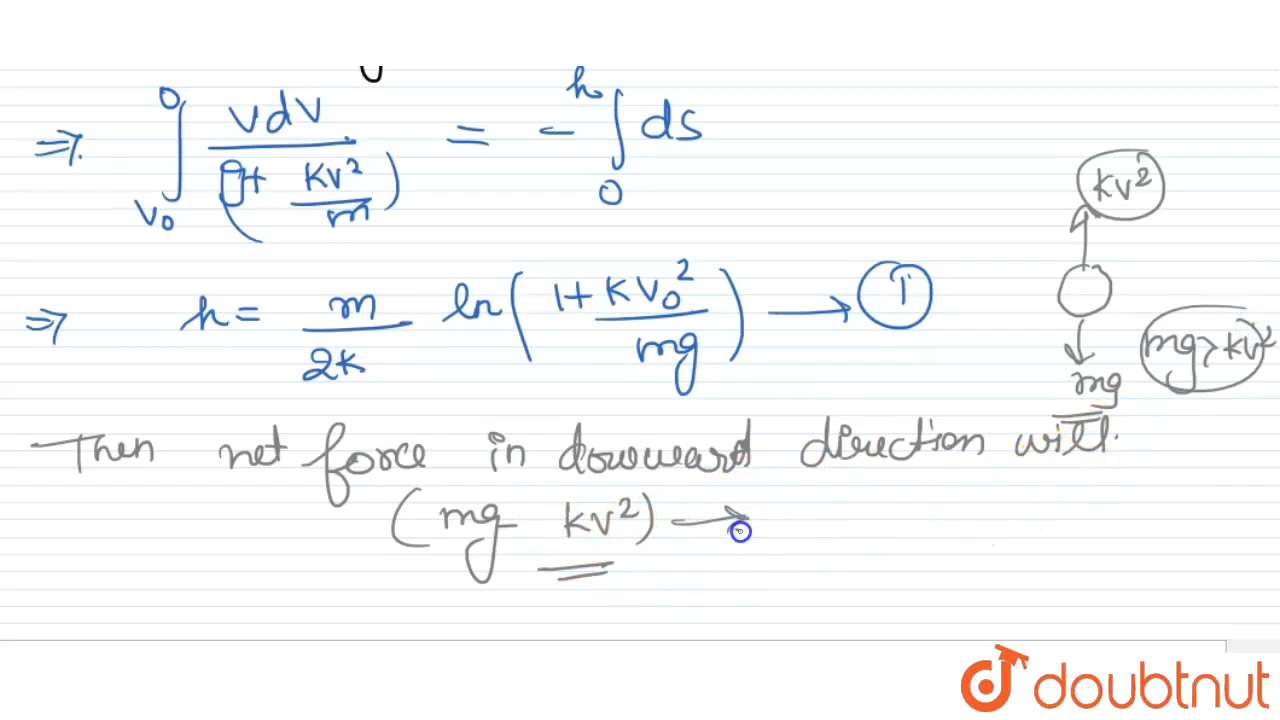 ⇒ ∫ v₀ 0 vdv / (g + kv²/m) = - ∫ 0 h ds
kv²
⇒ h = m/2k ln(1+kv₀²/mg) → 1
mg>kv²
mg
Then net force in downward direction will
(mg kv²) →
doubtnut